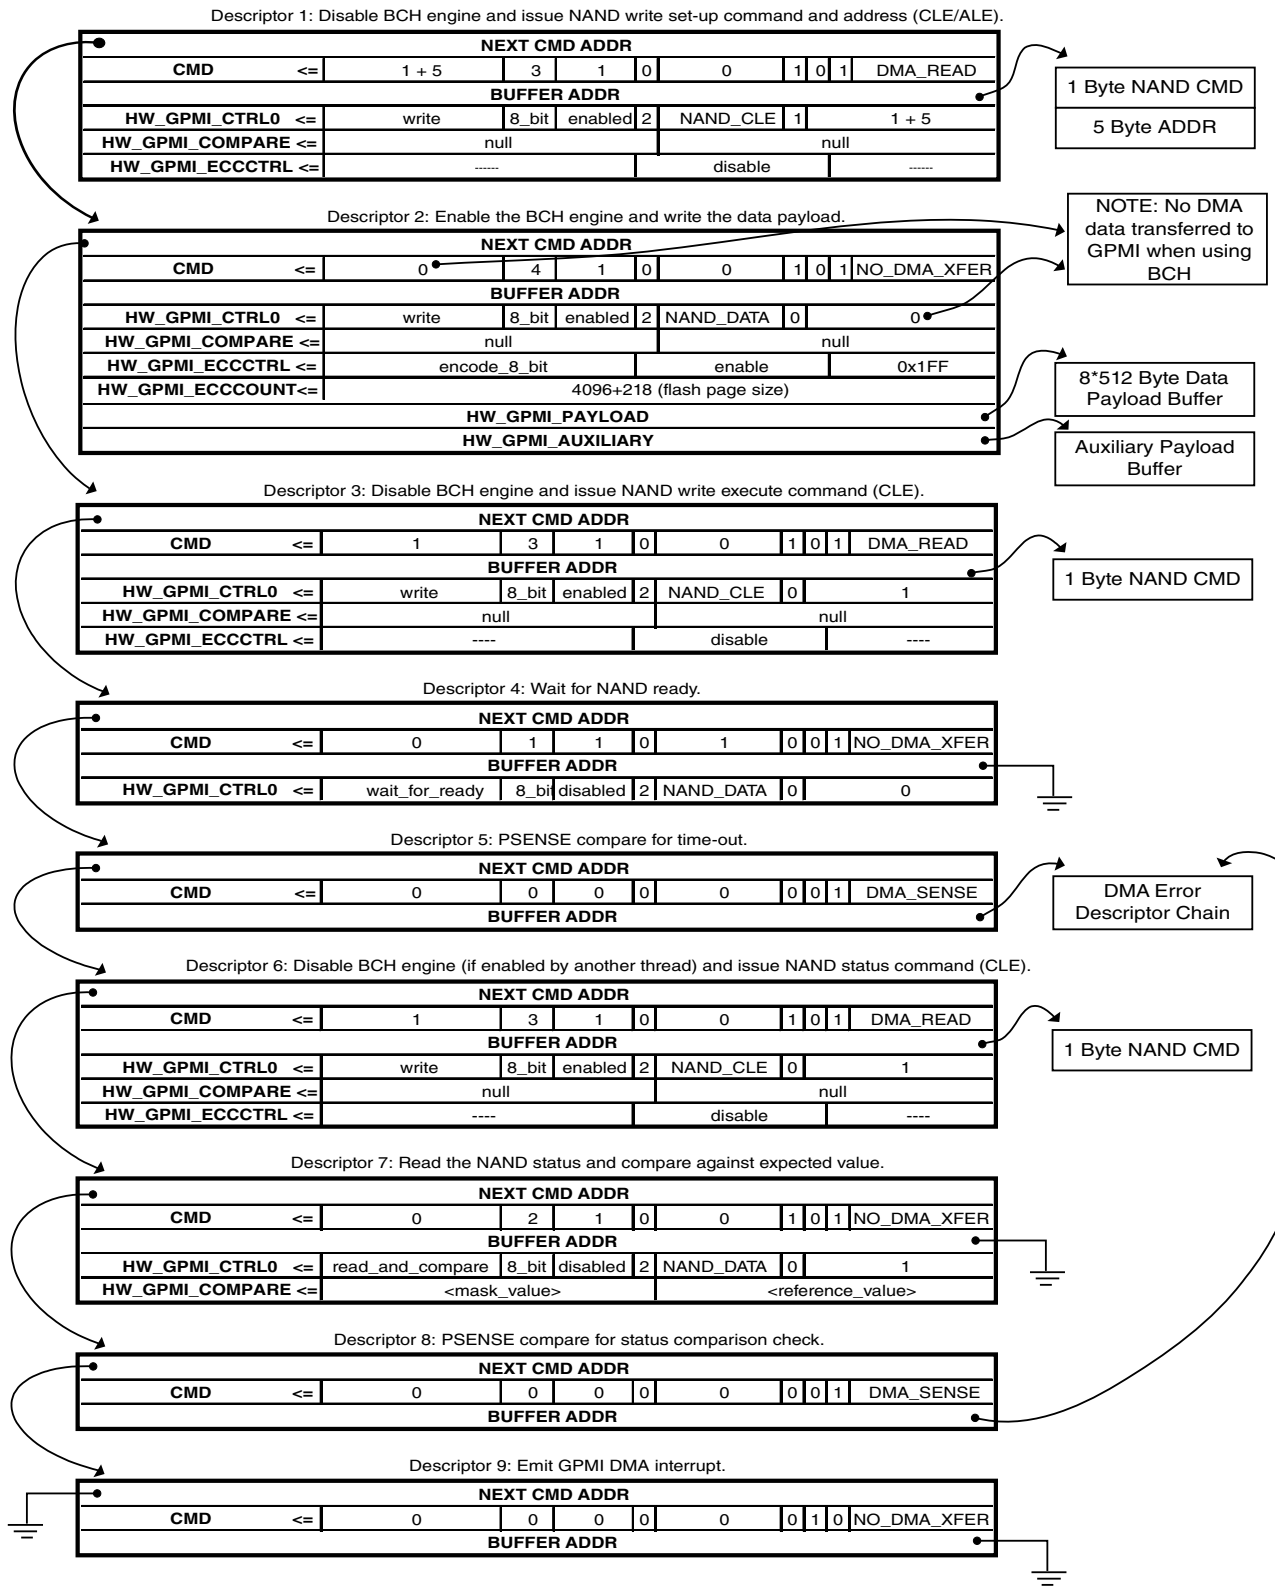 Descriptor 1: Disable BCH engine and issue NAND write set-up command and address (CLE/ALE).
NEXT CMD ADDR
CMD <= 1 + 5 3 1 0 0 1 0 1 DMA_READ
BUFFER ADDR
HW_GPMI_CTRL0 <= write 8_bit enabled 2 NAND_CLE 1 1 + 5
HW_GPMI_COMPARE <= null null
HW_GPMI_ECCCTRL <= ------ disable ------
1 Byte NAND CMD
5 Byte ADDR
Descriptor 2: Enable the BCH engine and write the data payload.
NEXT CMD ADDR
CMD <= 0 4 1 0 0 1 0 1 NO_DMA_XFER
BUFFER ADDR
HW_GPMI_CTRL0 <= write 8_bit enabled 2 NAND_DATA 0 0
HW_GPMI_COMPARE <= null null
HW_GPMI_ECCCTRL <= encode_8_bit enable 0x1FF
HW_GPMI_ECCCOUNT<= 4096+218 (flash page size)
HW_GPMI_PAYLOAD
HW_GPMI_AUXILIARY
NOTE: No DMA
data transferred to
GPMI when using
BCH
8*512 Byte Data
Payload Buffer
Auxiliary Payload
Buffer
Descriptor 3: Disable BCH engine and issue NAND write execute command (CLE).
NEXT CMD ADDR
CMD <= 1 3 1 0 0 1 0 1 DMA_READ
BUFFER ADDR
HW_GPMI_CTRL0 <= write 8_bit enabled 2 NAND_CLE 0 1
HW_GPMI_COMPARE <= null null
HW_GPMI_ECCCTRL <= ---- disable ----
1 Byte NAND CMD
Descriptor 4: Wait for NAND ready.
NEXT CMD ADDR
CMD <= 0 1 1 0 1 0 0 1 NO_DMA_XFER
BUFFER ADDR
HW_GPMI_CTRL0 <= wait_for_ready 8_bit disabled 2 NAND_DATA 0 0
Descriptor 5: PSENSE compare for time-out.
NEXT CMD ADDR
CMD <= 0 0 0 0 0 0 0 1 DMA_SENSE
BUFFER ADDR
DMA Error
Descriptor Chain
Descriptor 6: Disable BCH engine (if enabled by another thread) and issue NAND status command (CLE).
NEXT CMD ADDR
CMD <= 1 3 1 0 0 1 0 1 DMA_READ
BUFFER ADDR
HW_GPMI_CTRL0 <= write 8_bit enabled 2 NAND_CLE 0 1
HW_GPMI_COMPARE <= null null
HW_GPMI_ECCCTRL <= ---- disable ----
1 Byte NAND CMD
Descriptor 7: Read the NAND status and compare against expected value.
NEXT CMD ADDR
CMD <= 0 2 1 0 0 1 0 1 NO_DMA_XFER
BUFFER ADDR
HW_GPMI_CTRL0 <= read_and_compare 8_bit disabled 2 NAND_DATA 0 1
HW_GPMI_COMPARE <= <mask_value> <reference_value>
Descriptor 8: PSENSE compare for status comparison check.
NEXT CMD ADDR
CMD <= 0 0 0 0 0 0 0 1 DMA_SENSE
BUFFER ADDR
Descriptor 9: Emit GPMI DMA interrupt.
NEXT CMD ADDR
CMD <= 0 0 0 0 0 0 1 0 NO_DMA_XFER
BUFFER ADDR